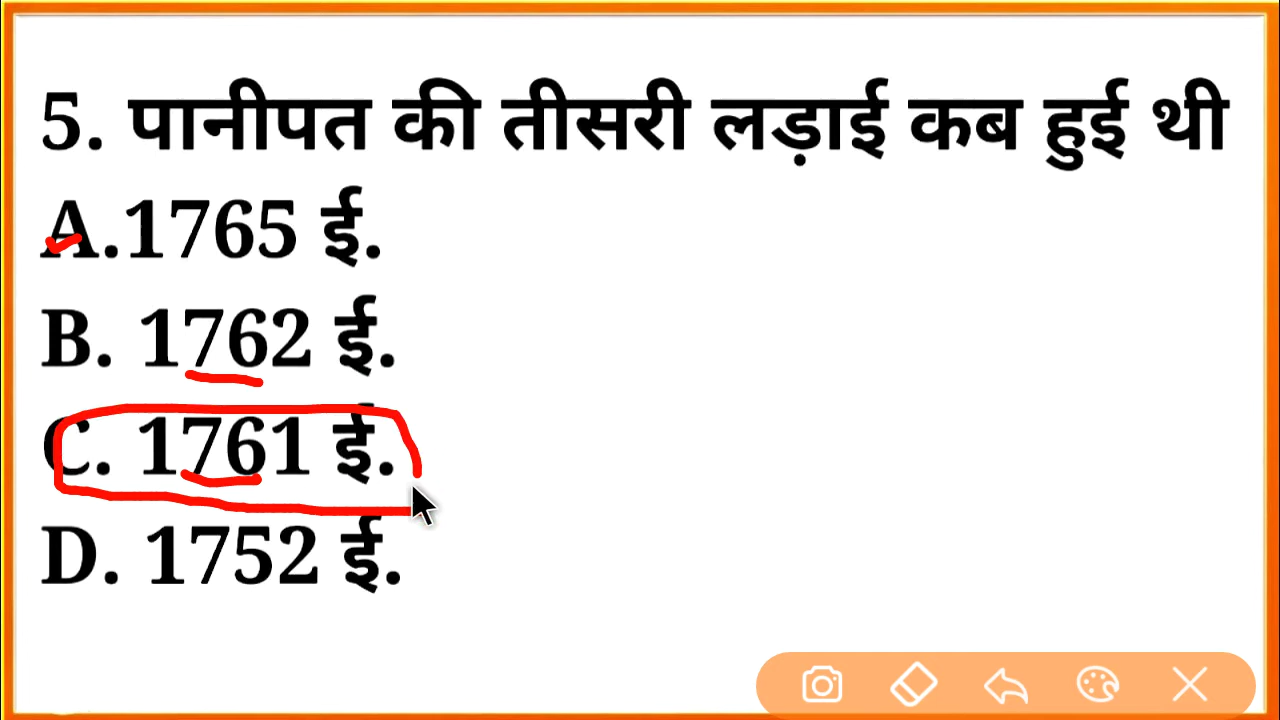 5. पानीपत की तीसरी लड़ाई कब हुई थी
A.1765 ई.
B. 1762 ई.
C. 1761 ई.
D. 1752 ई.